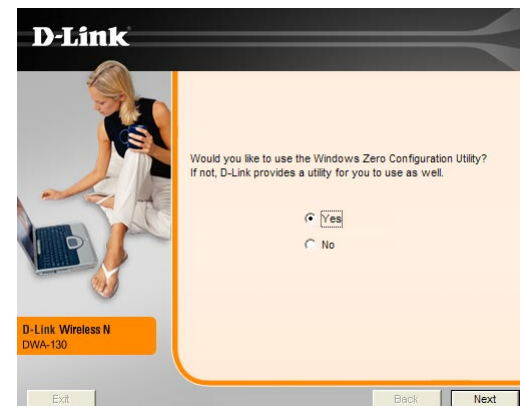 D-Link
Would you like to use the Windows Zero Configuration Utility?
If not, D-Link provides a utility for you to use as well.
Yes
No
D-Link Wireless N
DWA-130
Exit
Back
Next